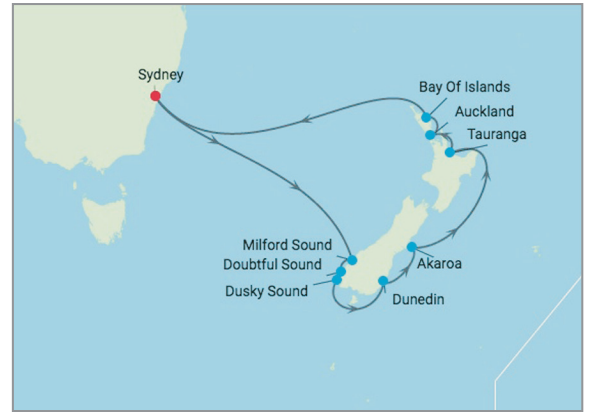 Sydney
Bay Of Islands
Auckland
Tauranga
Milford Sound
Doubtful Sound
Akaroa
Dusky Sound
Dunedin